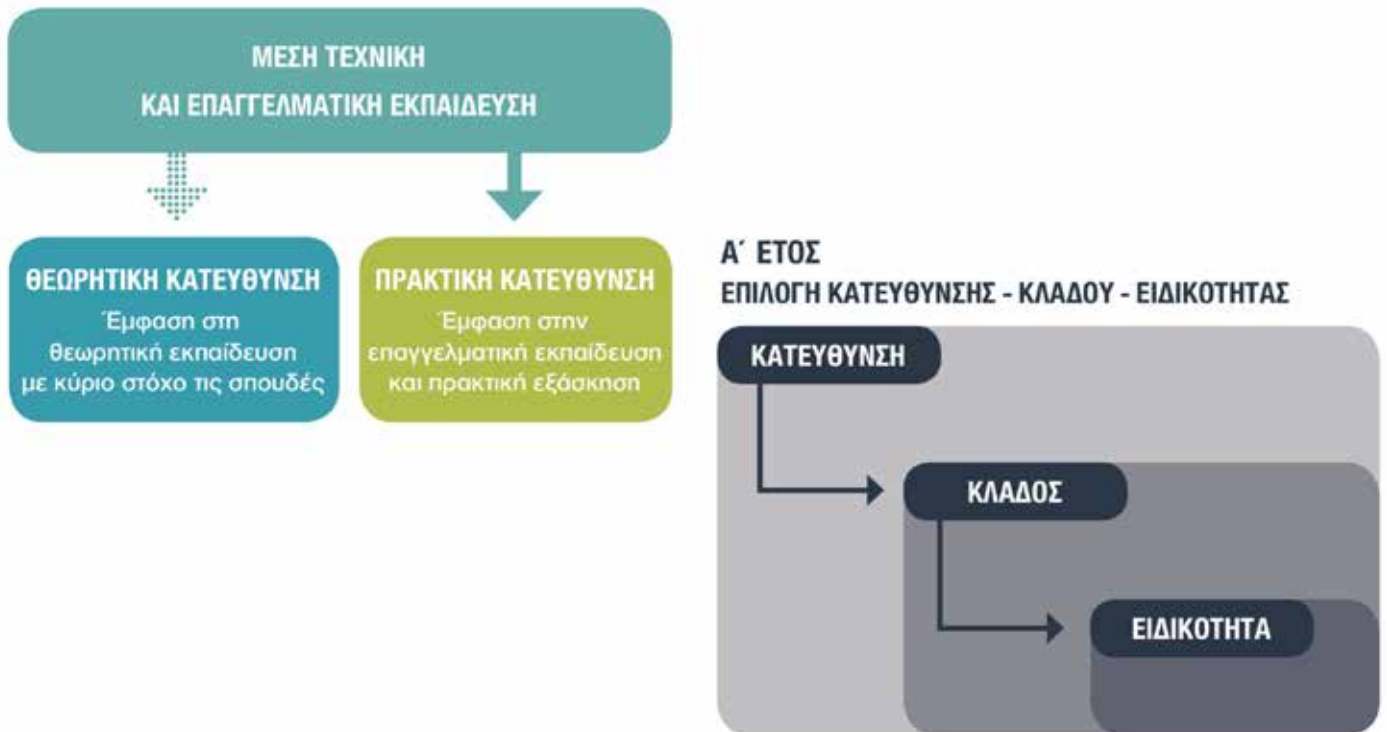 ΜΕΣΗ ΤΕΧΝΙΚΗ
ΚΑΙ ΕΠΑΓΓΕΛΜΑΤΙΚΗ ΕΚΠΑΙΔΕΥΣΗ
ΘΕΩΡΗΤΙΚΗ ΚΑΤΕΥΘΥΝΣΗ
Έμφαση στη
θεωρητική εκπαίδευση
με κύριο στόχο τις σπουδές
ΠΡΑΚΤΙΚΗ ΚΑΤΕΥΘΥΝΣΗ
Έμφαση στην
επαγγελματική εκπαίδευση
και πρακτική εξάσκηση
Α΄ ΕΤΟΣ
ΕΠΙΛΟΓΗ ΚΑΤΕΥΘΥΝΣΗΣ - ΚΛΑΔΟΥ - ΕΙΔΙΚΟΤΗΤΑΣ
ΚΑΤΕΥΘΥΝΣΗ
ΚΛΑΔΟΣ
ΕΙΔΙΚΟΤΗΤΑ